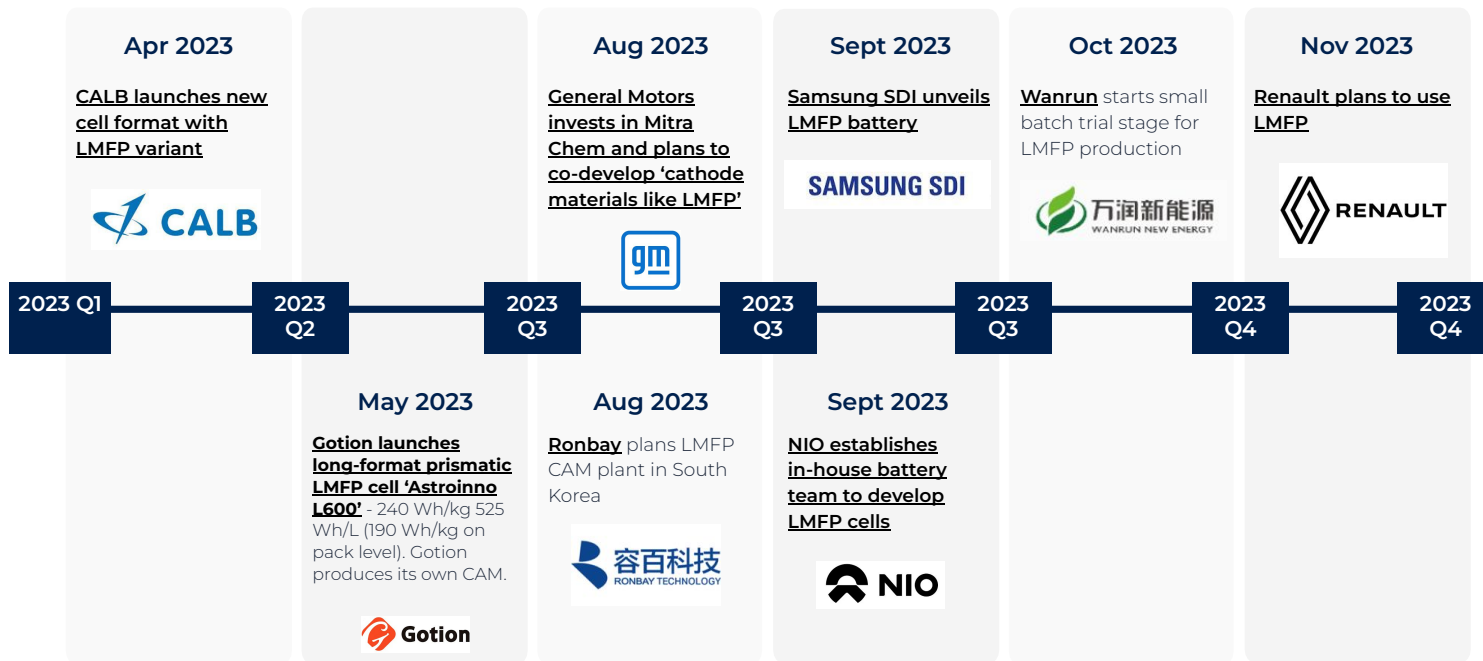 Apr 2023
CALB launches new
cell format with
LMFP variant
CALB
Aug 2023
General Motors
invests in Mitra
Chem and plans to
co-develop ‘cathode
materials like LMFP’
gm
Sept 2023
Samsung SDI unveils
LMFP battery
SAMSUNG SDI
Oct 2023
Wanrun starts small
batch trial stage for
LMFP production
万润新能源
WANRUN NEW ENERGY
Nov 2023
Renault plans to use
LMFP
RENAULT
2023 Q1
2023
Q2
2023
Q3
2023
Q3
2023
Q3
2023
Q4
2023
Q4
May 2023
Gotion launches
long-format prismatic
LMFP cell ‘Astroinno
L600’ - 240 Wh/kg 525
Wh/L (190 Wh/kg on
pack level). Gotion
produces its own CAM.
Gotion
Aug 2023
Ronbay plans LMFP
CAM plant in South
Korea
容百科技
RONBAY TECHNOLOGY
Sept 2023
NIO establishes
in-house battery
team to develop
LMFP cells
NIO